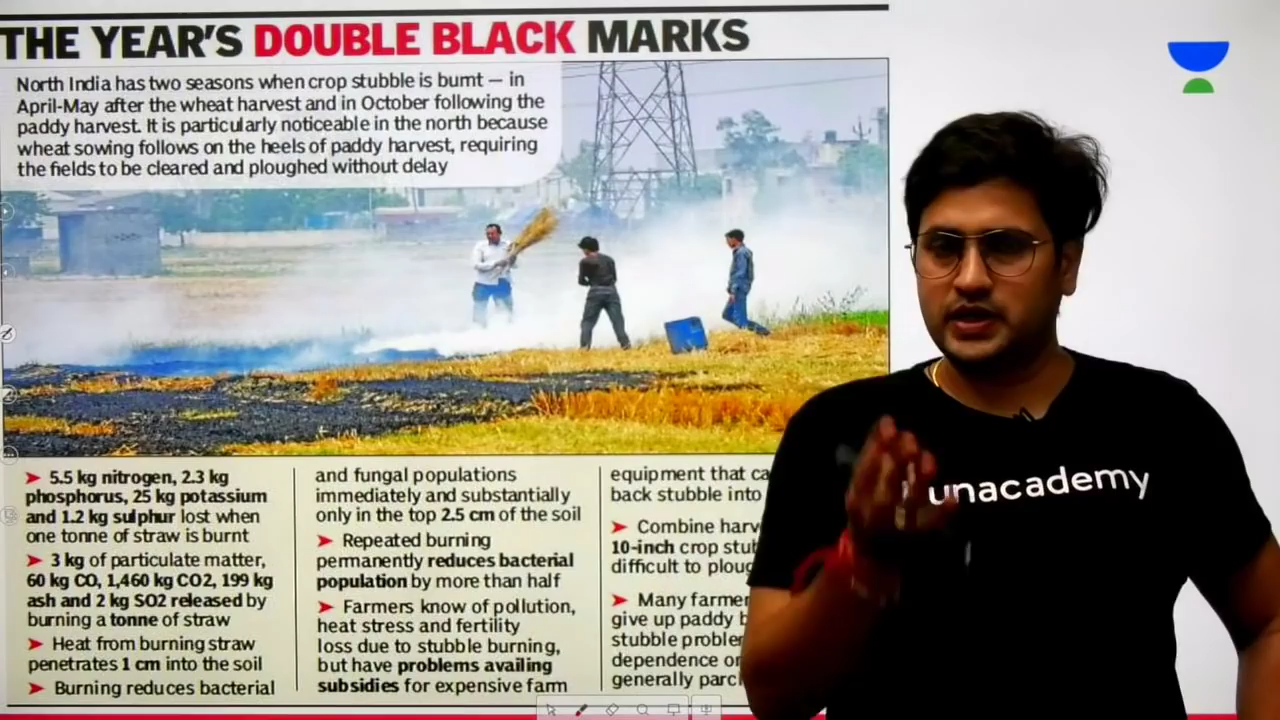 THE YEAR'S DOUBLE BLACK MARKS
North India has two seasons when crop stubble is burnt — in
April-May after the wheat harvest and in October following the
paddy harvest. It is particularly noticeable in the north because
wheat sowing follows on the heels of paddy harvest, requiring
the fields to be cleared and ploughed without delay
➤ 5.5 kg nitrogen, 2.3 kg
phosphorus, 25 kg potassium
and 1.2 kg sulphur lost when
one tonne of straw is burnt
➤ 3 kg of particulate matter,
60 kg CO, 1,460 kg CO2, 199 kg
ash and 2 kg SO2 released by
burning a tonne of straw
➤ Heat from burning straw
penetrates 1 cm into the soil
➤ Burning reduces bacterial
and fungal populations
immediately and substantially
only in the top 2.5 cm of the soil
➤ Repeated burning
permanently reduces bacterial
population by more than half
➤ Farmers know of pollution,
heat stress and fertility
loss due to stubble burning,
but have problems availing
subsidies for expensive farm
equipment that
back stubble into
➤ Combine
10-inch crop
difficult to
➤ Many
give up paddy
stubble
dependence
generally
unacademy